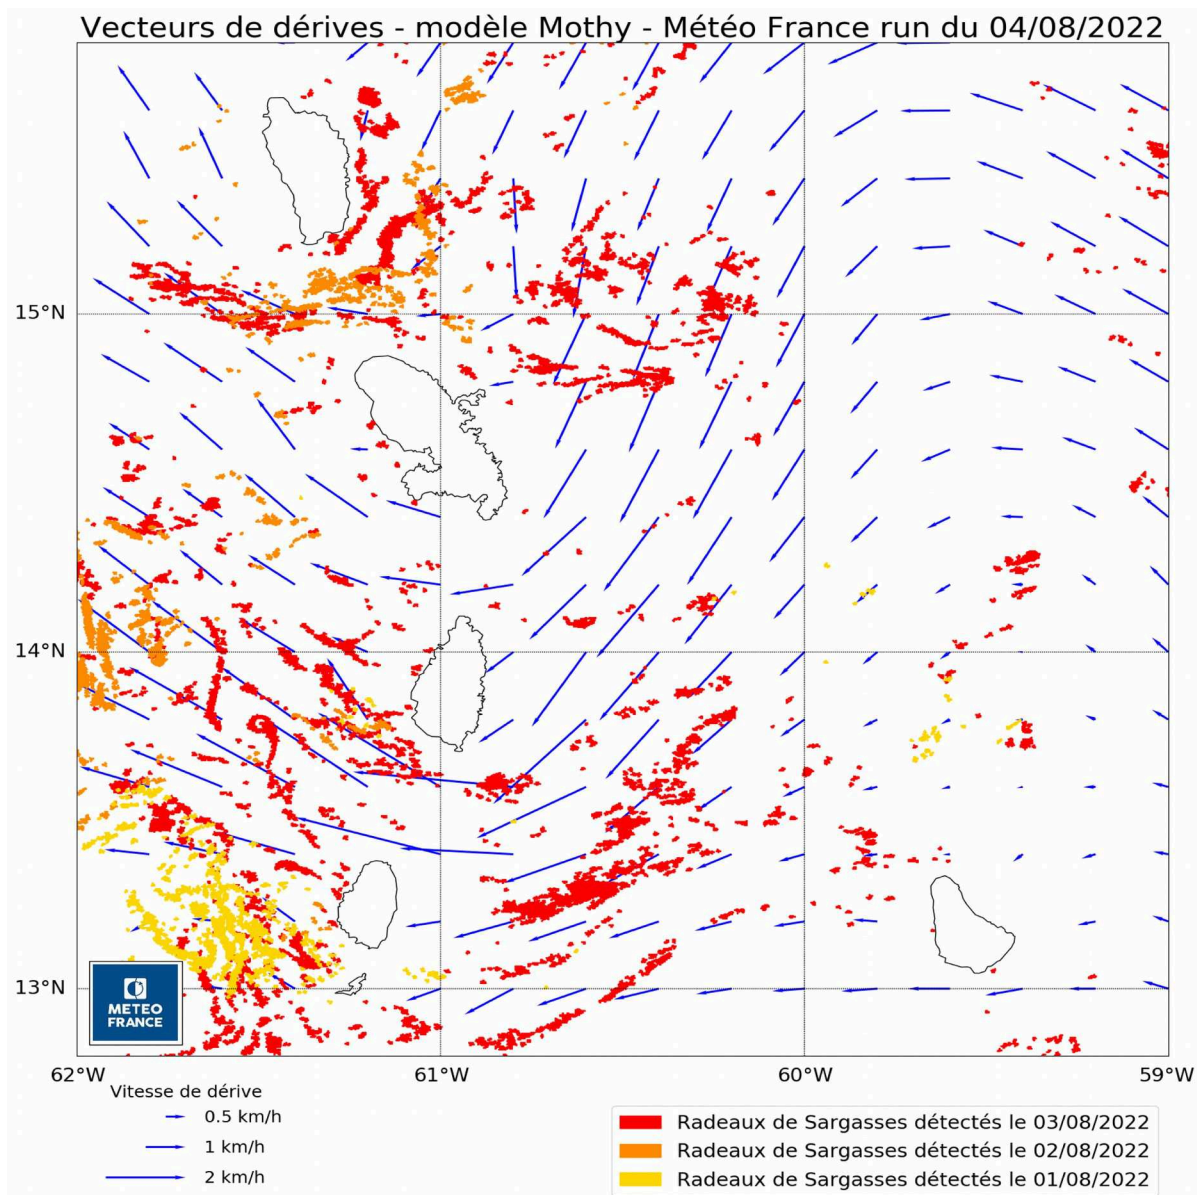 Vecteurs de dérives - modèle Mothy - Météo France run du 04/08/2022
15°N
14°N
13°N
METEO
FRANCE
62°W
61°W
60°W
59°W
Vitesse de dérive
0.5 km/h
1 km/h
2 km/h
Radeaux de Sargasses détectés le 03/08/2022
Radeaux de Sargasses détectés le 02/08/2022
Radeaux de Sargasses détectés le 01/08/2022